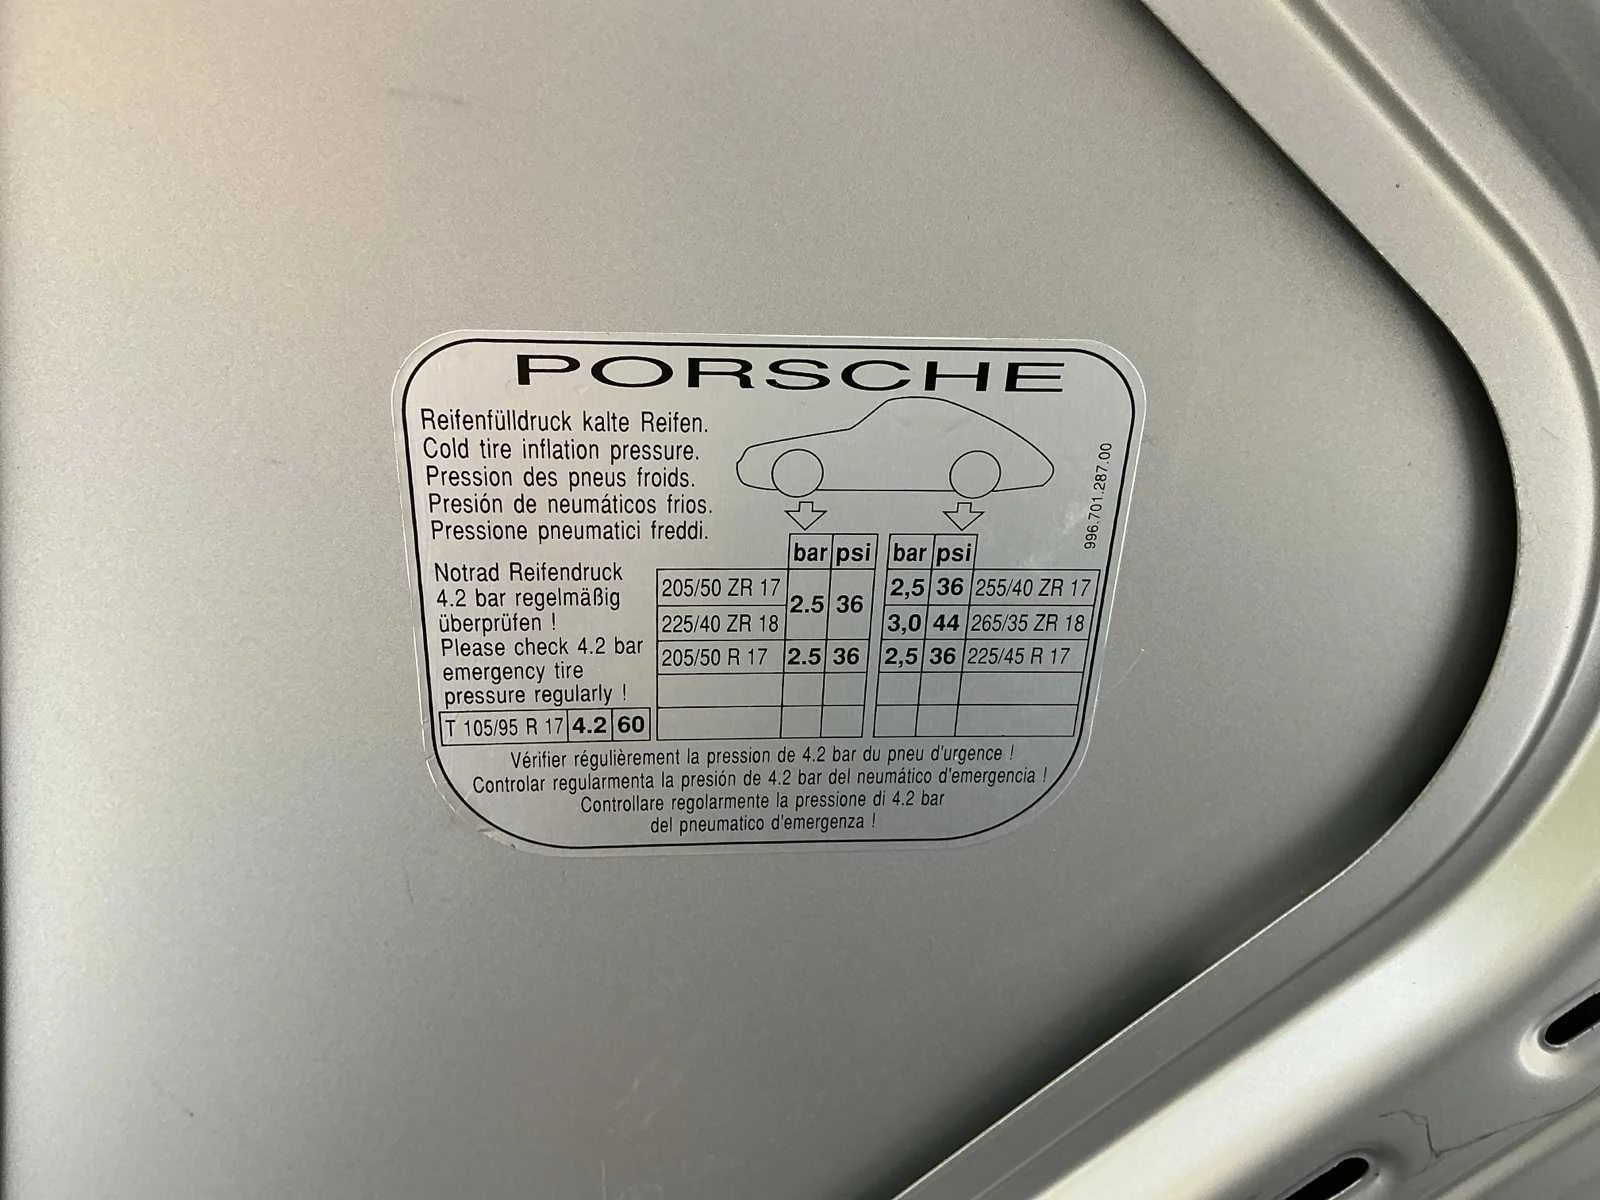 PORSCHE
Reifenfülldruck kalte Reifen.
Cold tire inflation pressure.
Pression des pneus froids.
Presión de neumáticos frios.
Pressione pneumatici freddi.
996.701.287.00
Notrad Reifendruck
4.2 bar regelmäßig
überprüfen !
Please check 4.2 bar
emergency tire
pressure regularly !
T 105/95 R 17 4.2 60
bar psi bar psi
205/50 ZR 17 2.5 36 2,5 36 255/40 ZR 17
225/40 ZR 18 3,0 44 265/35 ZR 18
205/50 R 17 2.5 36 2,5 36 225/45 R 17
Vérifier régulièrement la pression de 4.2 bar du pneu d'urgence !
Controlar regularmenta la presión de 4.2 bar del neumático d'emergencia !
Controllare regolarmente la pressione di 4.2 bar
del pneumatico d'emergenza !